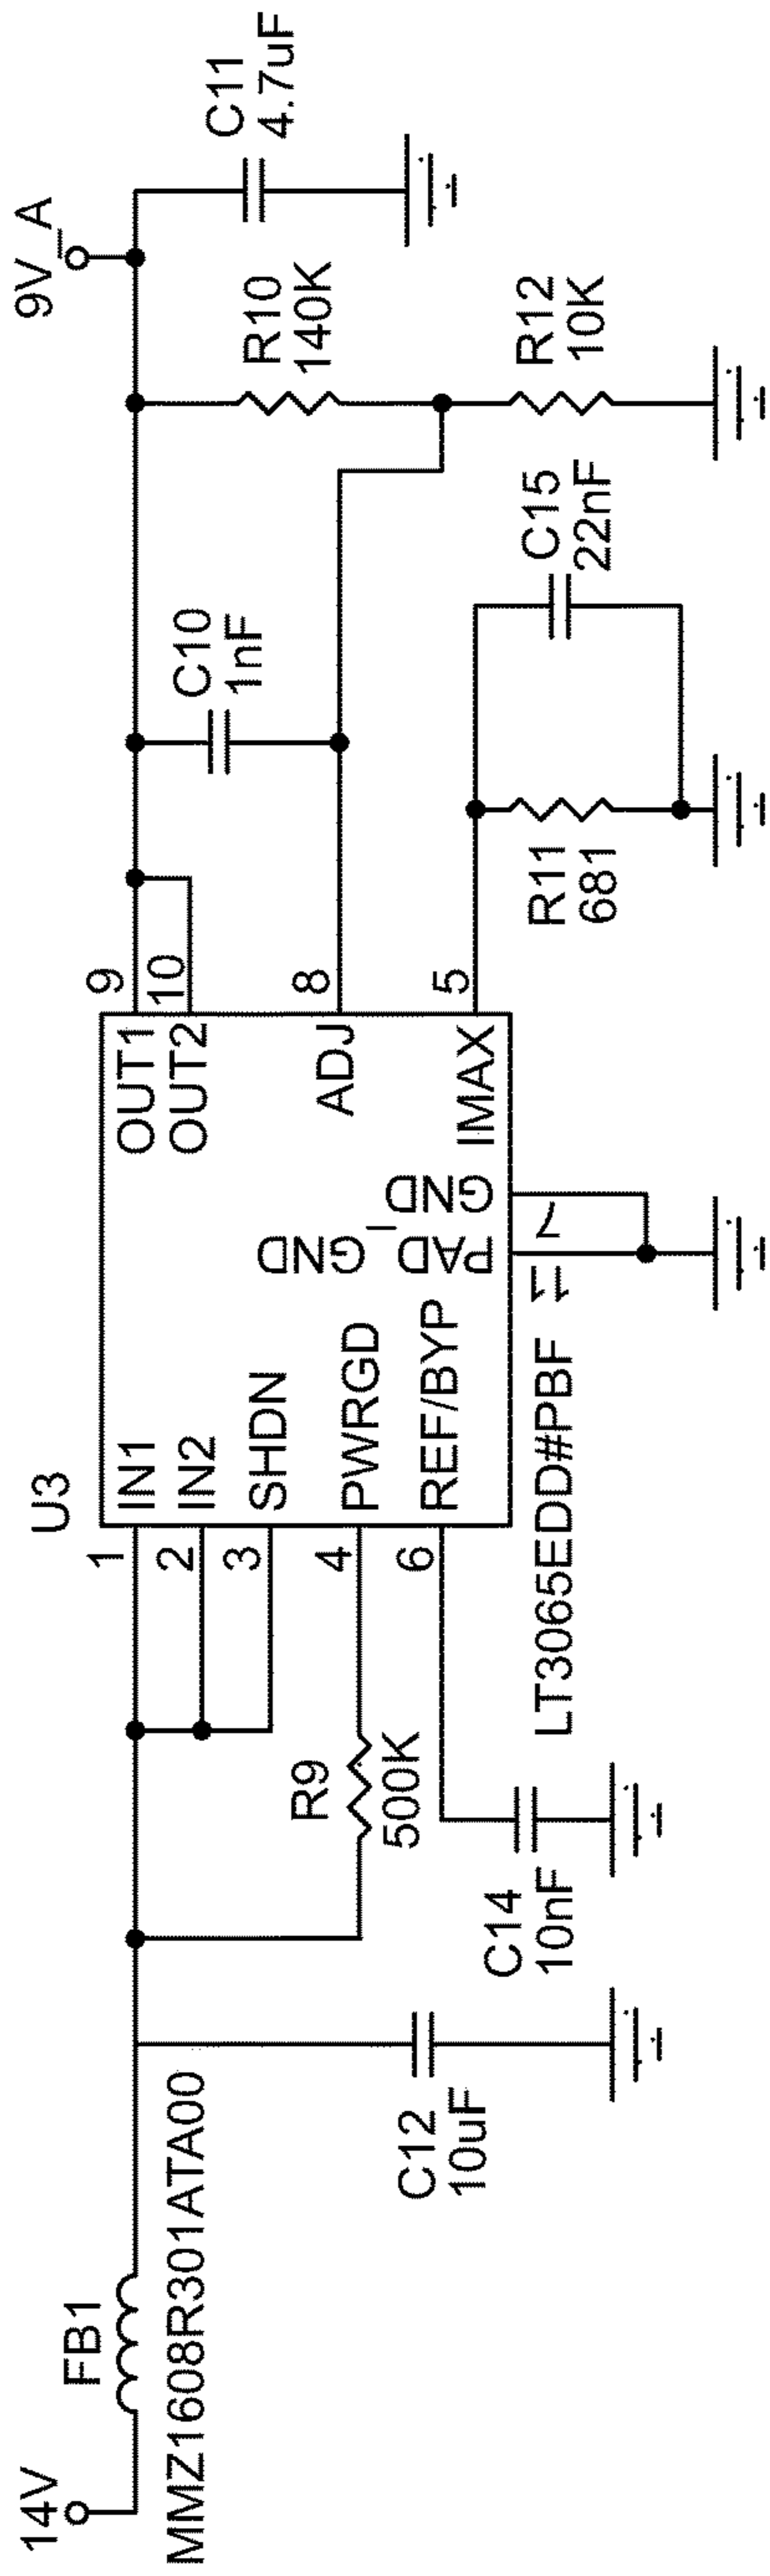 14V
FB1
MMZ1608R301ATA00
C12
10uF
R9
500K
C14
10nF
U3
1
2
3
4
6
IN1
IN2
SHDN
PWRGD
REF/BYP
LT3065EDD#PBF
PAD_GND
GND
11
7
OUT1
OUT2
ADJ
IMAX
9
10
8
5
C10
1nF
R11
681
C15
22nF
R10
140K
R12
10K
9V_A
C11
4.7uF